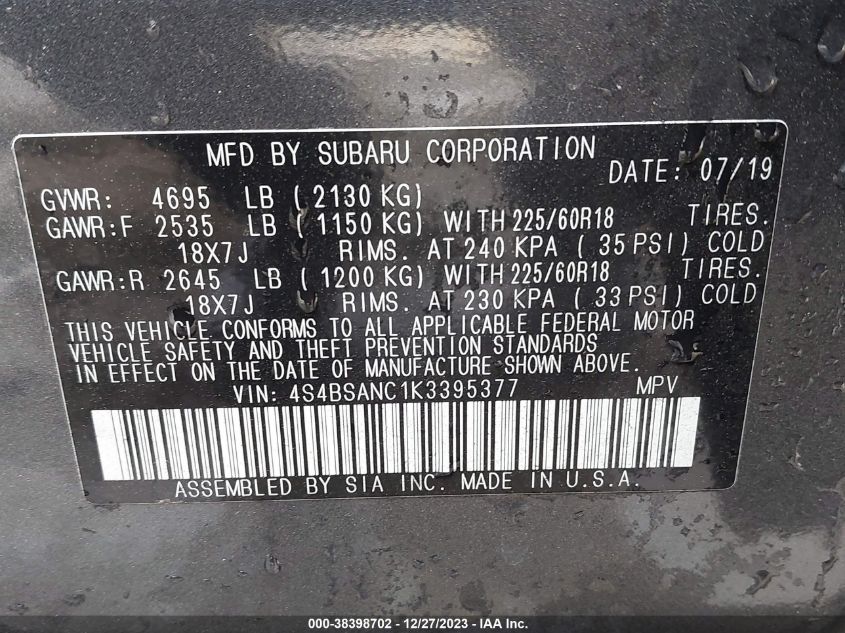 MFD BY SUBARU CORPORATION
DATE: 07/19
GVWR: 4695 LB ( 2130 KG)
GAWR:F 2535 LB ( 1150 KG) WITH 225/60R18 TIRES.
18X7J RIMS. AT 240 KPA ( 35 PSI) COLD
GAWR:R 2645 LB ( 1200 KG) WITH 225/60R18 TIRES.
18X7J RIMS. AT 230 KPA ( 33 PSI) COLD
THIS VEHICLE CONFORMS TO ALL APPLICABLE FEDERAL MOTOR
VEHICLE SAFETY AND THEFT PREVENTION STANDARDS
IN EFFECT ON THE DATE OF MANUFACTURE SHOWN ABOVE.
VIN: 4S4BSANC1K3395377 MPV
ASSEMBLED BY SIA INC. MADE IN U.S.A.
000-38398702 - 12/27/2023 - IAA Inc.